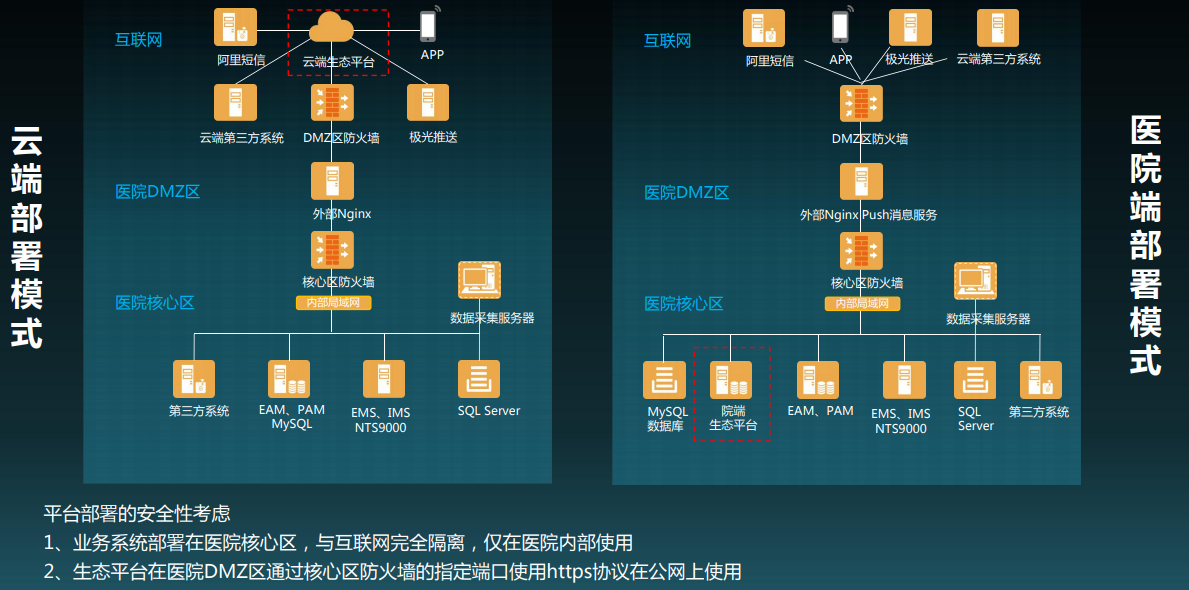 云端部署模式
互联网
阿里短信
云端生态平台
APP
云端第三方系统
DMZ区防火墙
极光推送
医院DMZ区
外部Nginx
核心区防火墙
医院核心区
内部局域网
数据采集服务器
第三方系统
EAM、PAM
MySQL
EMS、IMS
NTS9000
SQL Server
医院端部署模式
互联网
阿里短信
APP
极光推送
云端第三方系统
DMZ区防火墙
医院DMZ区
外部Nginx Push消息服务
核心区防火墙
医院核心区
内部局域网
数据采集服务器
MySQL
数据库
院端
生态平台
EAM、PAM
EMS、IMS
NTS9000
SQL
Server
第三方系统
平台部署的安全性考虑
1、业务系统部署在医院核心区，与互联网完全隔离，仅在医院内部使用
2、生态平台在医院DMZ区通过核心区防火墙的指定端口使用https协议在公网上使用